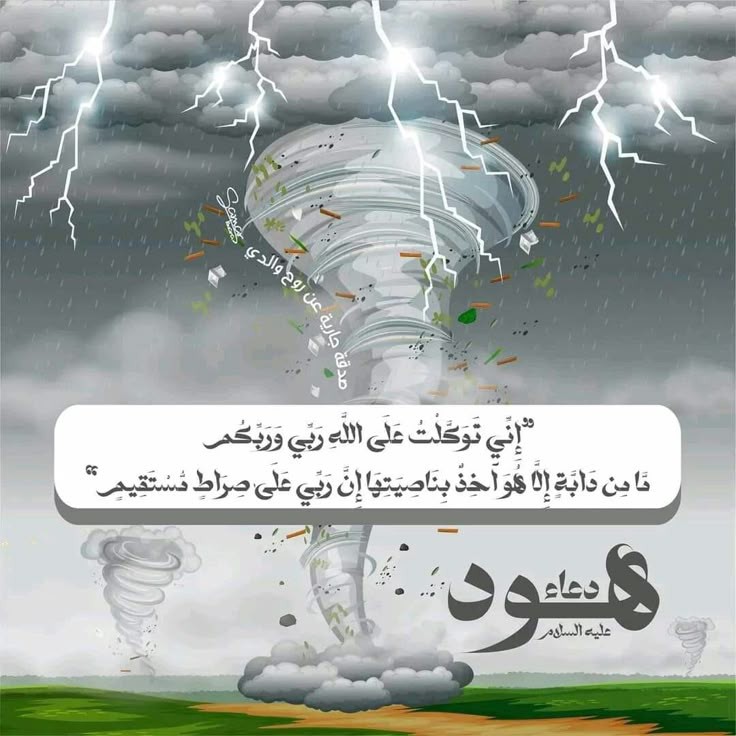 صدقة جارية عن روح والدي
”إِنِّي تَوَكَّلْتُ عَلَى اللَّهِ رَبِّي وَرَبِّكُم
مَّا مِن دَابَّةٍ إِلَّا هُوَ آخِذٌ بِنَاصِيَتِهَا إِنَّ رَبِّي عَلَى صِرَاطٍ مُسْتَقِيمٍ“
دعاء
هود
عليه السلام